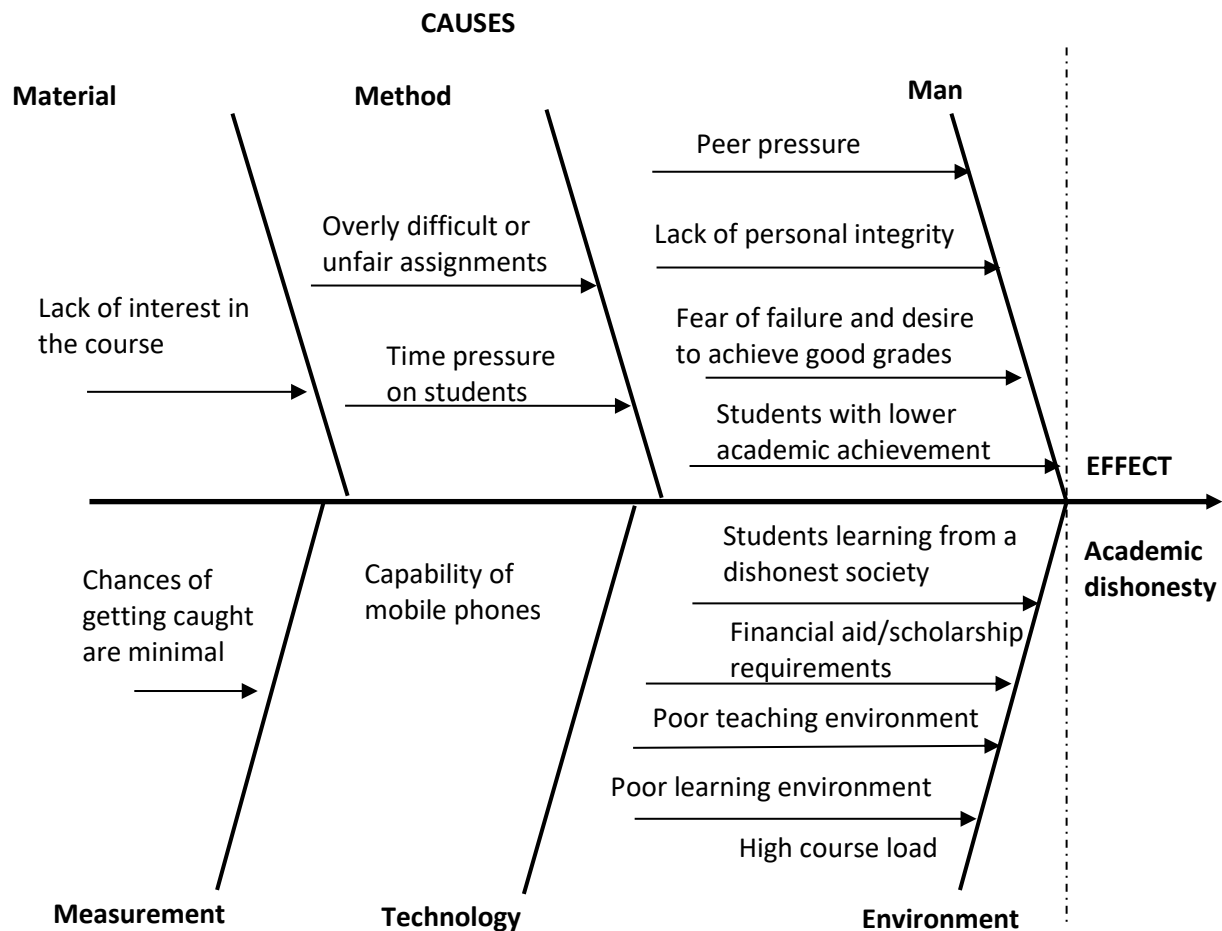 CAUSES
Material
Method
Man
Peer pressure
Overly difficult or
unfair assignments
Lack of personal integrity
Lack of interest in
the course
Time pressure
on students
Fear of failure and desire
to achieve good grades
Students with lower
academic achievement
EFFECT
Academic
dishonesty
Chances of
getting caught
are minimal
Capability of
mobile phones
Students learning from a
dishonest society
Financial aid/scholarship
requirements
Poor teaching environment
Poor learning environment
High course load
Measurement
Technology
Environment